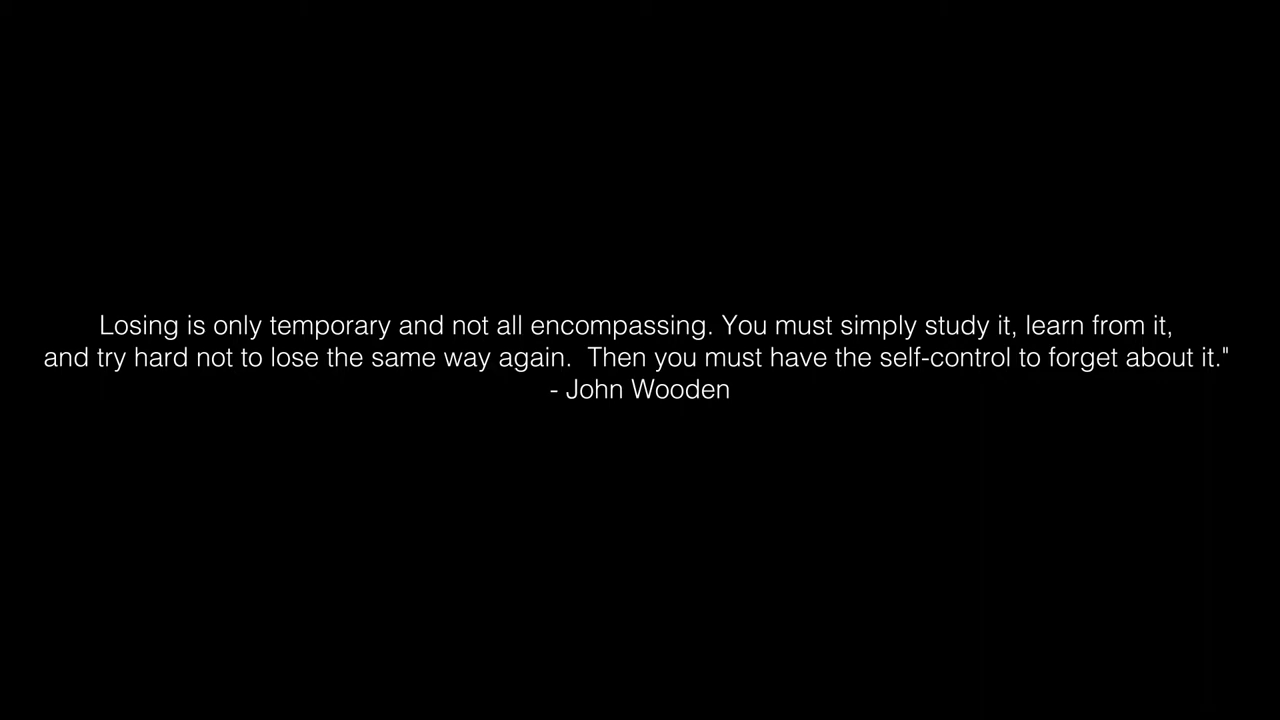 Losing is only temporary and not all encompassing. You must simply study it, learn from it,
and try hard not to lose the same way again.  Then you must have the self-control to forget about it."
- John Wooden